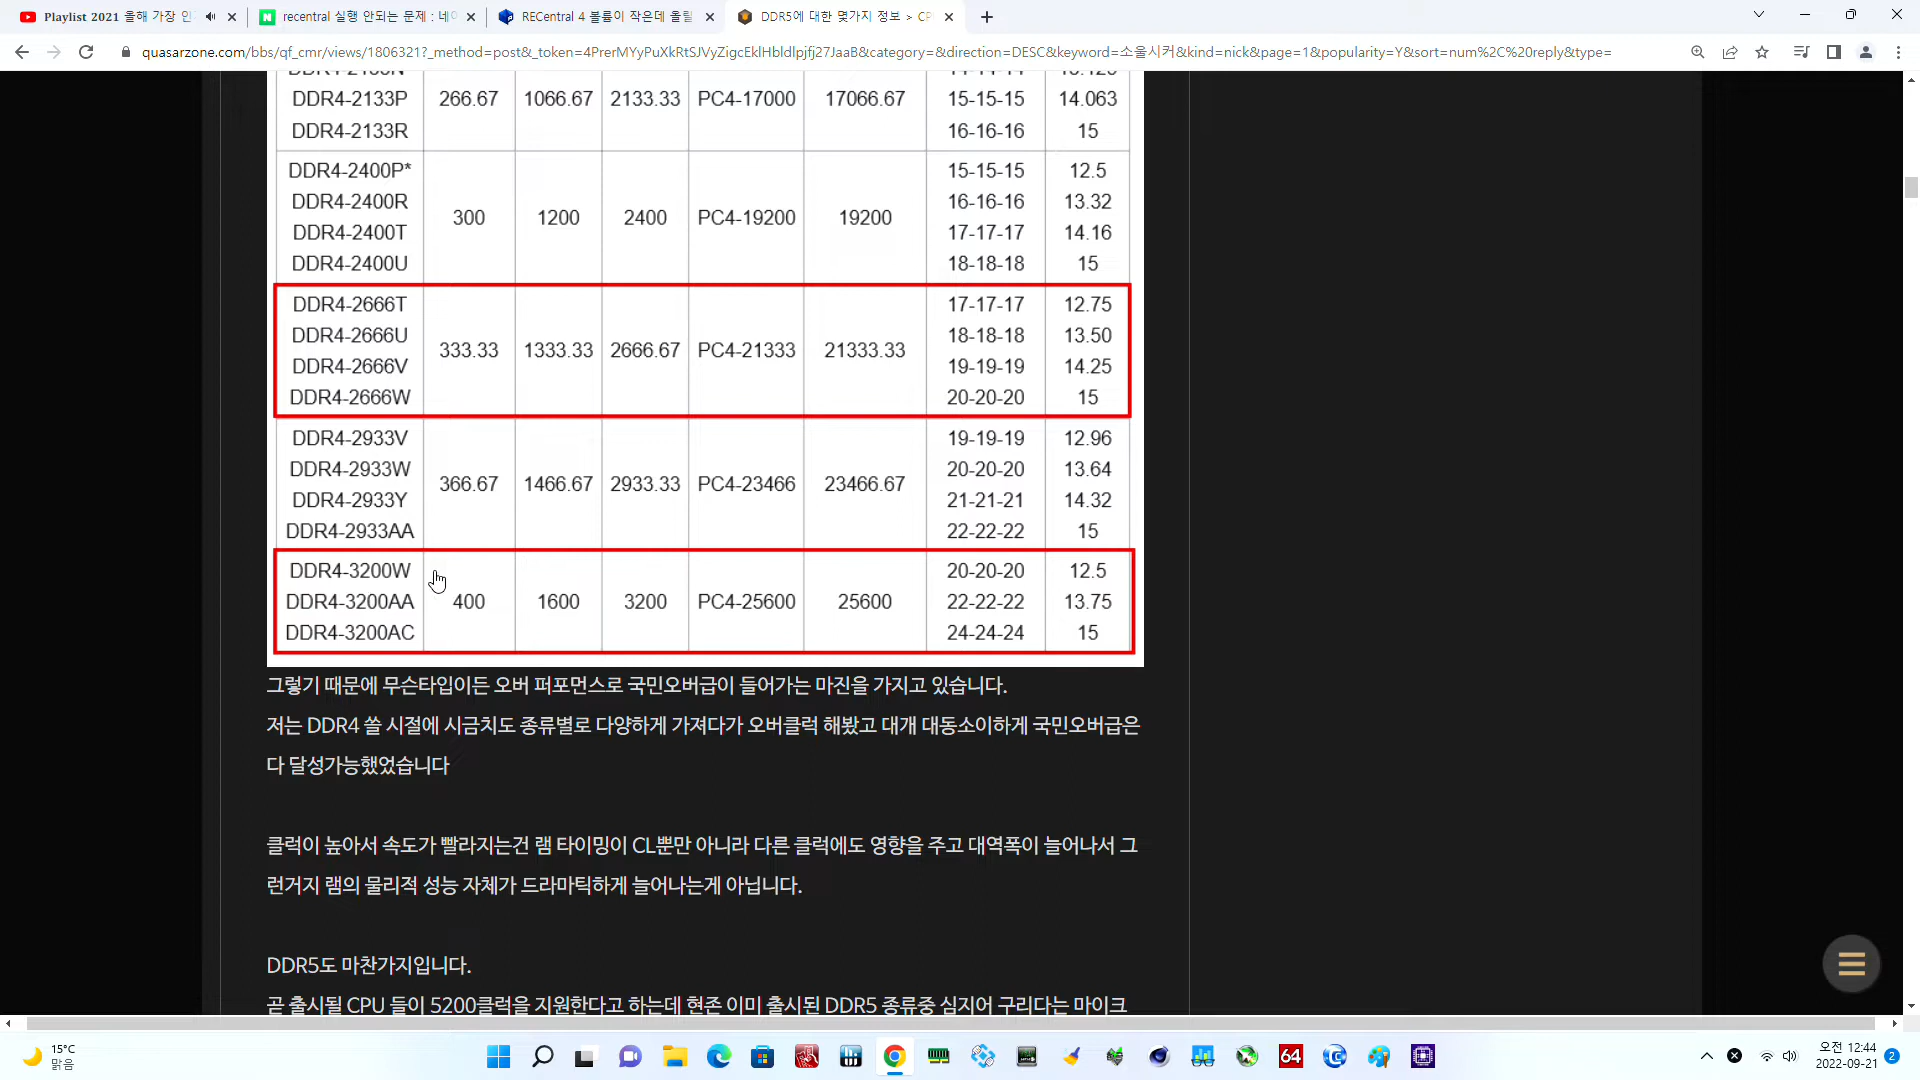 Playlist 2021 올해 가장 인
recentral 실행 안되는 문제 : 네이
RECentral 4 볼륨이 작은데 올릴
DDR5에 대한 몇가지 정보 > CP
quasarzone.com/bbs/qf_cmr/views/1806321?_method=post&_token=4PrerMYyPuXkRtSJVyZigcEklHbldlpjfj27JaaB&category=&direction=DESC&keyword=소울시커&kind=nick&page=1&popularity=Y&sort=num%2C%20reply&type=
DDR4-2133N 14-14-14 13.125
DDR4-2133P 266.67 1066.67 2133.33 PC4-17000 17066.67 15-15-15 14.063
DDR4-2133R 16-16-16 15
DDR4-2400P* 15-15-15 12.5
DDR4-2400R 16-16-16 13.32
300 1200 2400 PC4-19200 19200
DDR4-2400T 17-17-17 14.16
DDR4-2400U 18-18-18 15
DDR4-2666T 17-17-17 12.75
DDR4-2666U 18-18-18 13.50
333.33 1333.33 2666.67 PC4-21333 21333.33
DDR4-2666V 19-19-19 14.25
DDR4-2666W 20-20-20 15
DDR4-2933V 19-19-19 12.96
DDR4-2933W 20-20-20 13.64
366.67 1466.67 2933.33 PC4-23466 23466.67
DDR4-2933Y 21-21-21 14.32
DDR4-2933AA 22-22-22 15
DDR4-3200W 20-20-20 12.5
DDR4-3200AA 400 1600 3200 PC4-25600 25600 22-22-22 13.75
DDR4-3200AC 24-24-24 15
그렇기 때문에 무슨타입이든 오버 퍼포먼스로 국민오버급이 들어가는 마진을 가지고 있습니다.
저는 DDR4 쓸 시절에 시금치도 종류별로 다양하게 가져다가 오버클럭 해봤고 대개 대동소이하게 국민오버급은
다 달성가능했었습니다
클럭이 높아서 속도가 빨라지는건 램 타이밍이 CL뿐만 아니라 다른 클럭에도 영향을 주고 대역폭이 늘어나서 그
런거지 램의 물리적 성능 자체가 드라마틱하게 늘어나는게 아닙니다.
DDR5도 마찬가지입니다.
곧 출시될 CPU 들이 5200클럭을 지원한다고 하는데 현존 이미 출시된 DDR5 종류중 심지어 구리다는 마이크
15°C
맑음
64
오전 12:44
2022-09-21
2